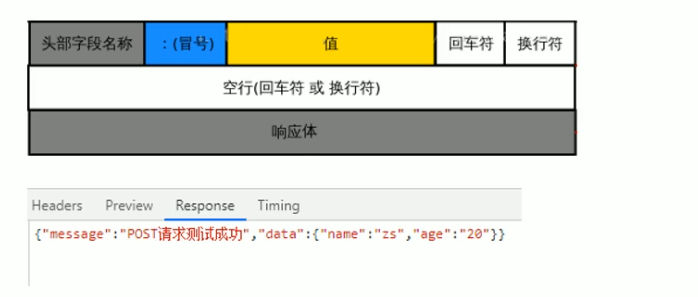 头部字段名称 :(冒号) 值 回车符 换行符
空行(回车符 或 换行符)
响应体
Headers Preview Response Timing
{"message":"POST请求测试成功","data":{"name":"zs","age":"20"}}